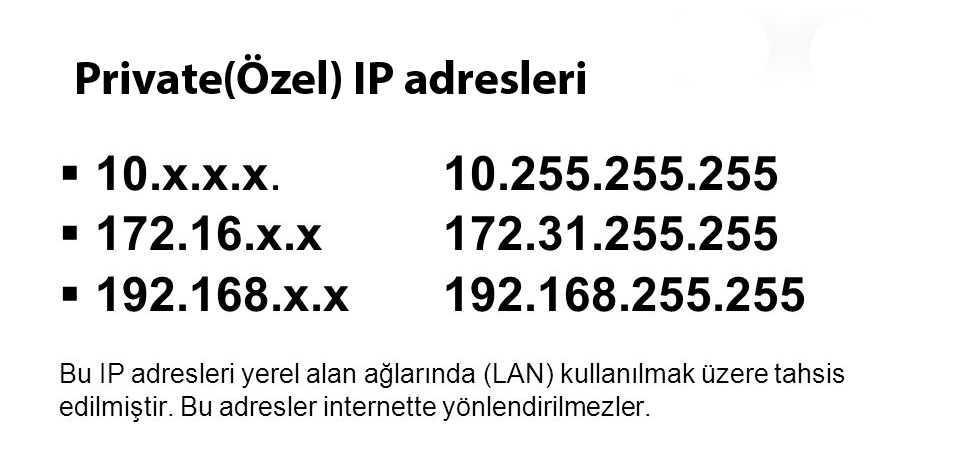 Private(Özel) IP adresleri
▪ 10.x.x.x. 10.255.255.255
▪ 172.16.x.x 172.31.255.255
▪ 192.168.x.x 192.168.255.255
Bu IP adresleri yerel alan ağlarında (LAN) kullanılmak üzere tahsis
edilmiştir. Bu adresler internette yönlendirilmezler.